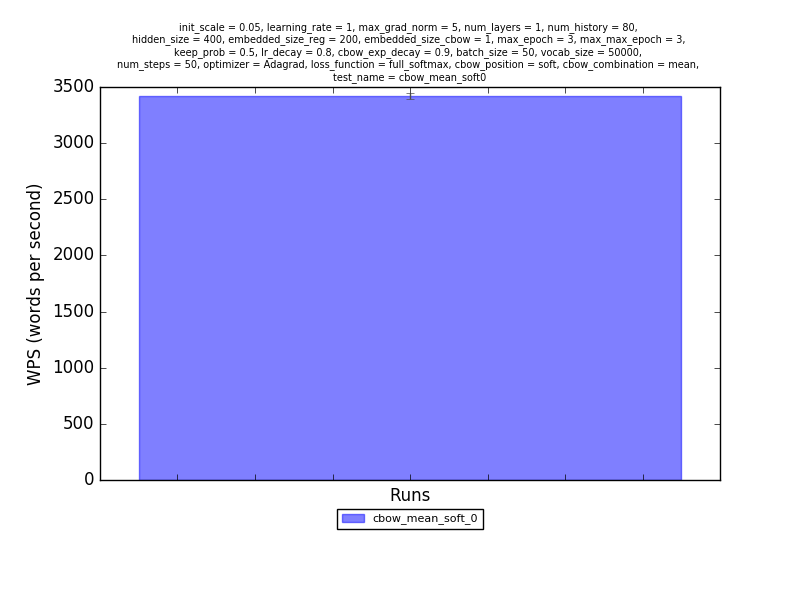 init_scale = 0.05, learning_rate = 1, max_grad_norm = 5, num_layers = 1, num_history = 80,
hidden_size = 400, embedded_size_reg = 200, embedded_size_cbow = 1, max_epoch = 3, max_max_epoch = 3,
keep_prob = 0.5, lr_decay = 0.8, cbow_exp_decay = 0.9, batch_size = 50, vocab_size = 50000,
num_steps = 50, optimizer = Adagrad, loss_function = full_softmax, cbow_position = soft, cbow_combination = mean,
test_name = cbow_mean_soft0
3500
3000
2500
2000
1500
1000
500
0
WPS (words per second)
Runs
cbow_mean_soft_0